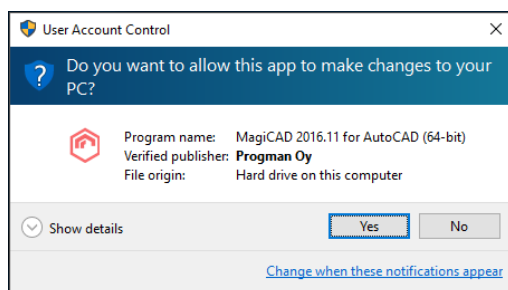 User Account Control
Do you want to allow this app to make changes to your
PC?
Program name: MagiCAD 2016.11 for AutoCAD (64-bit)
Verified publisher: Progman Oy
File origin: Hard drive on this computer
Show details
Yes No
Change when these notifications appear